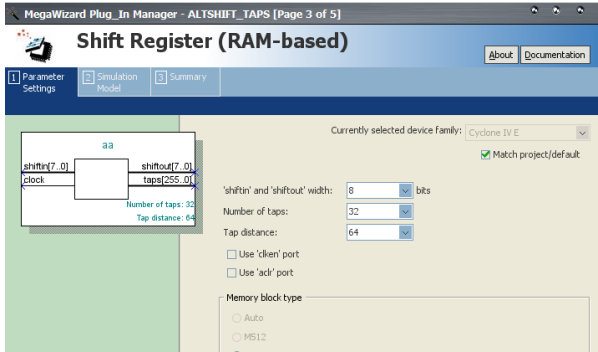 MegaWizard Plug_In Manager - ALTSHIFT_TAPS [Page 3 of 5]
Shift Register (RAM-based)
About Documentation
1 Parameter Settings
2 Simulation Model
3 Summary
Currently selected device family: Cyclone IV E
Match project/default
aa
shiftin[7..0] shiftout[7..0]
clock taps[255..0]
Number of taps: 32
Tap distance: 64
'shiftin' and 'shiftout' width: 8 bits
Number of taps: 32
Tap distance: 64
Use 'clken' port
Use 'aclr' port
Memory block type
Auto
M512